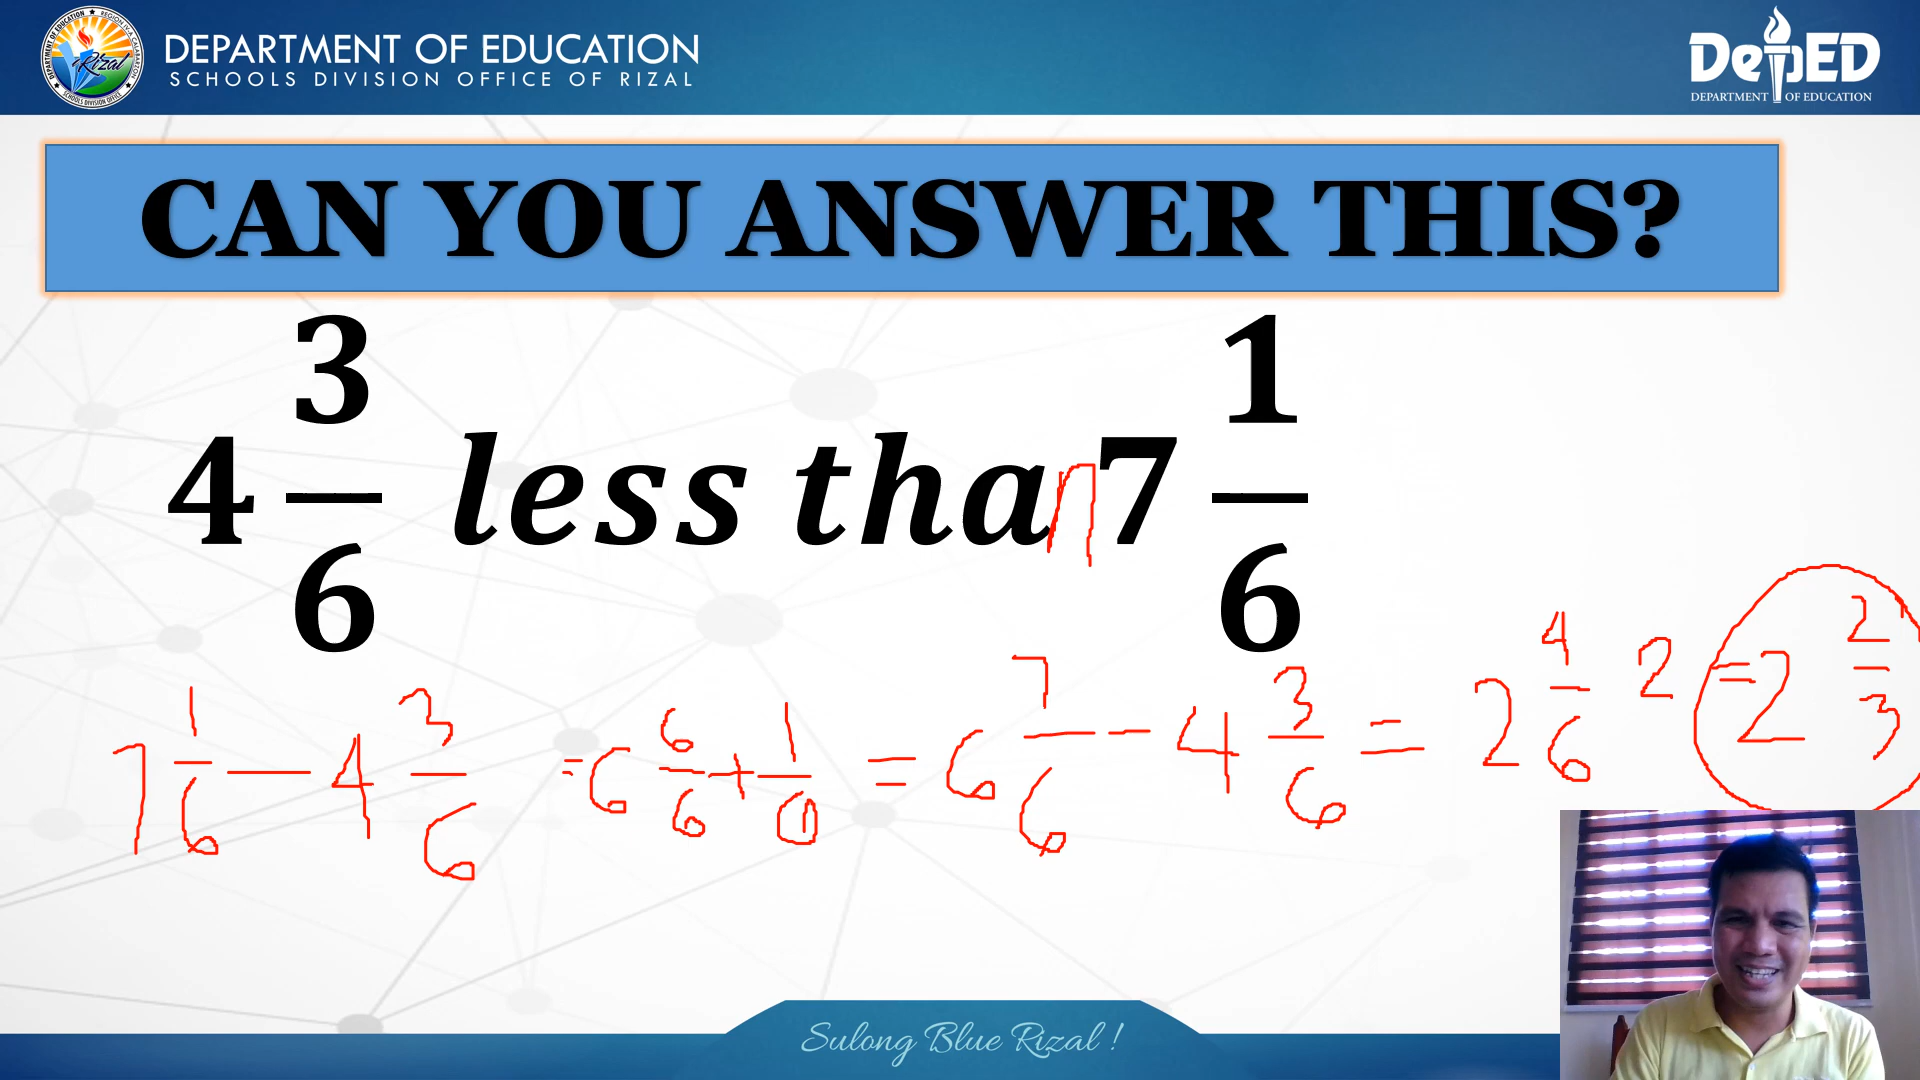 DEPARTMENT OF EDUCATION
SCHOOLS DIVISION OFFICE OF RIZAL
DepED
DEPARTMENT OF EDUCATION
CAN YOU ANSWER THIS?
4 3/6 less than 7 1/6
7 1/6 — 4 3/6 = 6 6/6 + 1/6 = 6 7/6 - 4 3/6 = 2 4/6 2 = 2 2/3
Sulong Blue Rizal !